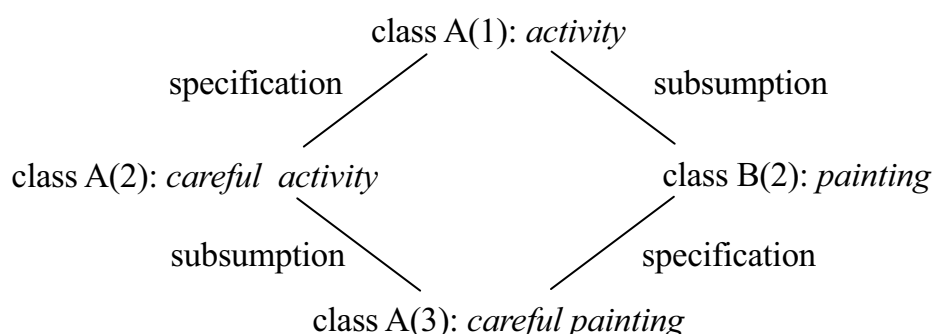 class A(1): activity
specification subsumption
class A(2): careful activity class B(2): painting
subsumption specification
class A(3): careful painting